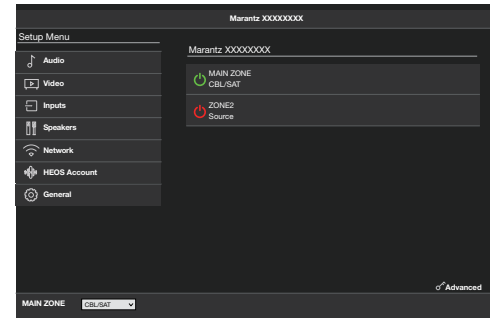 Marantz XXXXXXXX
Setup Menu
Audio
Video
Inputs
Speakers
Network
HEOS Account
General
Marantz XXXXXXXX
MAIN ZONE
CBL/SAT
ZONE2
Source
Advanced
MAIN ZONE CBL/SAT